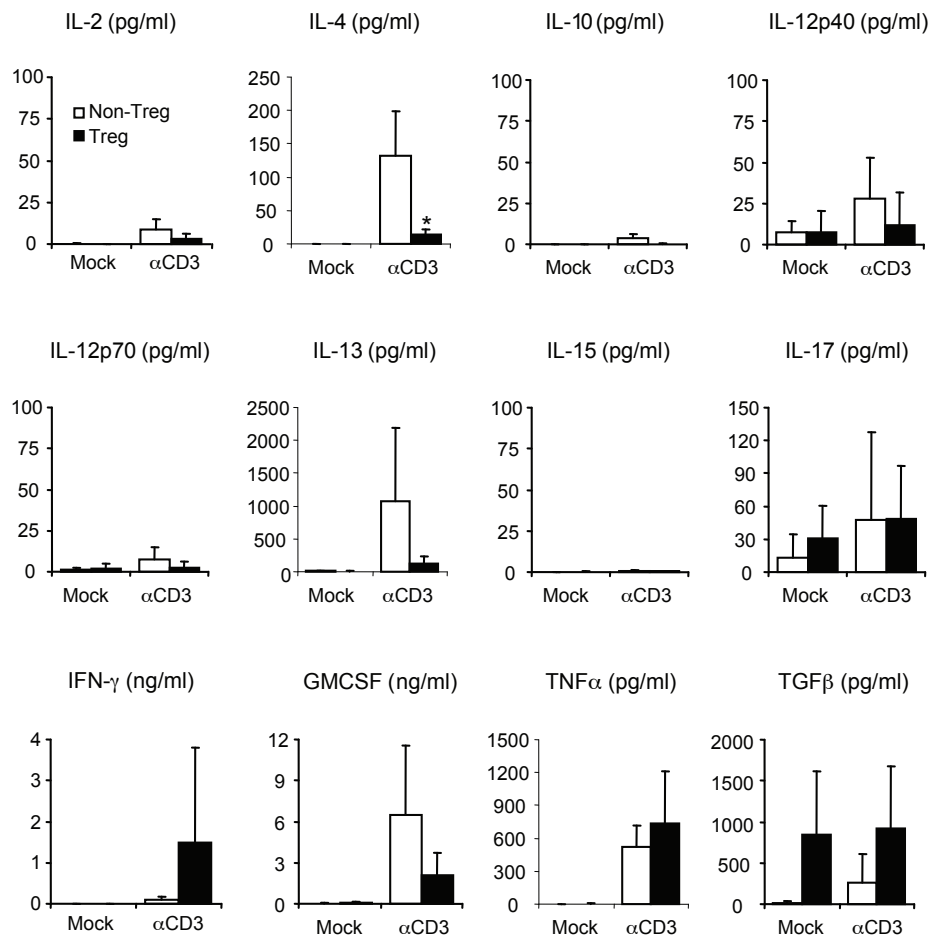 IL-2 (pg/ml)
IL-4 (pg/ml)
IL-10 (pg/ml)
IL-12p40 (pg/ml)
100
75
50
25
0
Non-Treg
Treg
Mock
αCD3
250
200
150
100
50
0
*
Mock
αCD3
100
75
50
25
0
Mock
αCD3
100
75
50
25
0
Mock
αCD3
IL-12p70 (pg/ml)
IL-13 (pg/ml)
IL-15 (pg/ml)
IL-17 (pg/ml)
100
75
50
25
0
Mock
αCD3
2500
2000
1500
1000
500
0
Mock
αCD3
100
75
50
25
0
Mock
αCD3
150
120
90
60
30
0
Mock
αCD3
IFN-γ (ng/ml)
GMCSF (ng/ml)
TNFα (pg/ml)
TGFβ (pg/ml)
4
3
2
1
0
Mock
αCD3
12
9
6
3
0
Mock
αCD3
1500
1200
900
600
300
0
Mock
αCD3
2000
1500
1000
500
0
Mock
αCD3